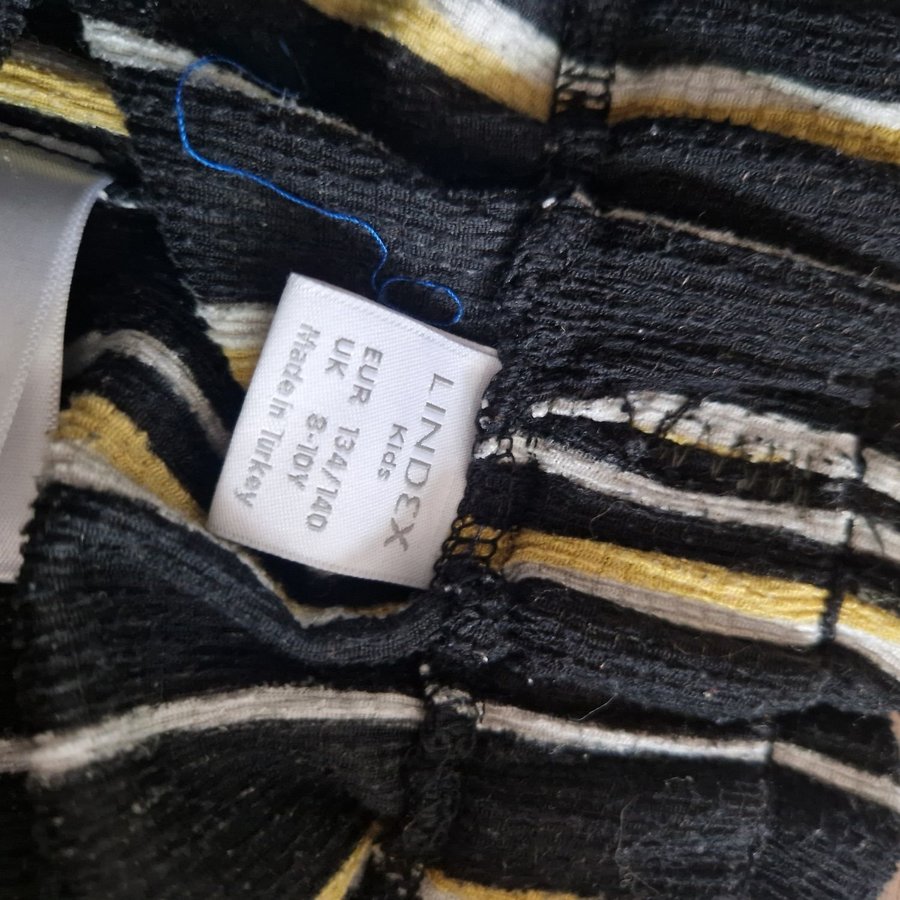 LINDEX
Kids
EUR 134/140
UK 8-10Y
Made in Turkey